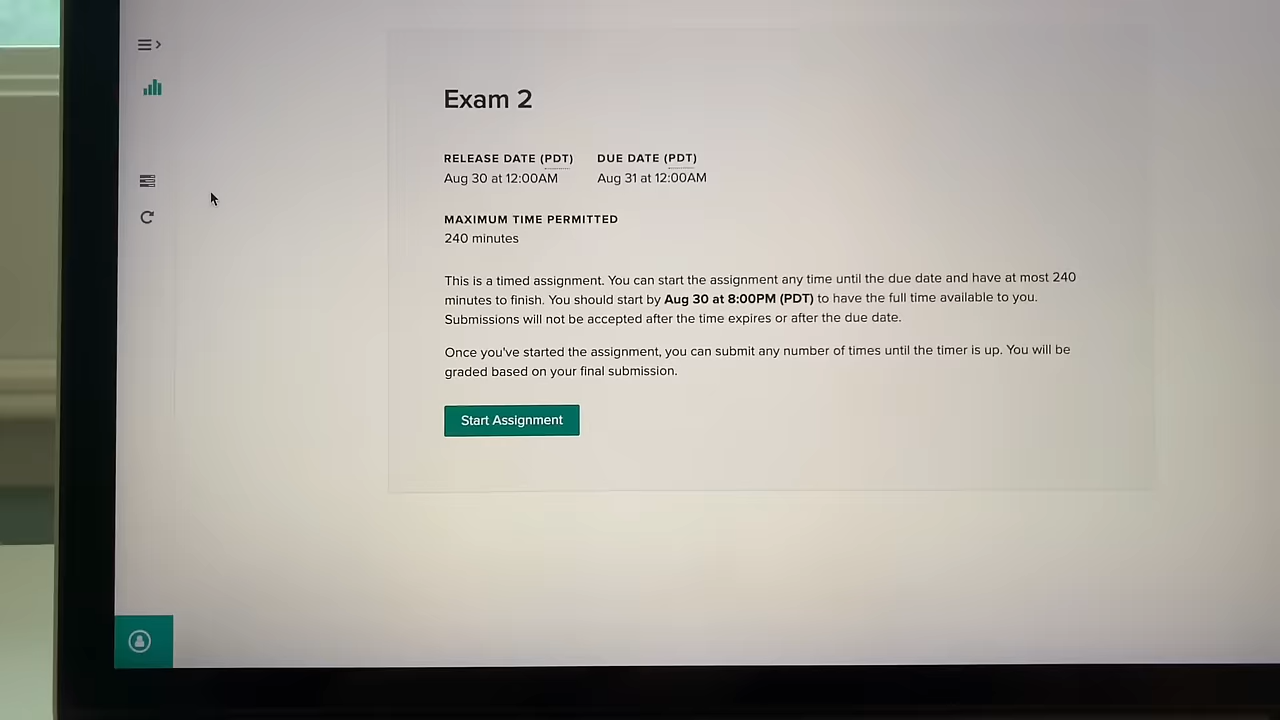 Exam 2
RELEASE DATE (PDT) DUE DATE (PDT)
Aug 30 at 12:00AM Aug 31 at 12:00AM
MAXIMUM TIME PERMITTED
240 minutes
This is a timed assignment. You can start the assignment any time until the due date and have at most 240
minutes to finish. You should start by Aug 30 at 8:00PM (PDT) to have the full time available to you.
Submissions will not be accepted after the time expires or after the due date.
Once you've started the assignment, you can submit any number of times until the timer is up. You will be
graded based on your final submission.
Start Assignment